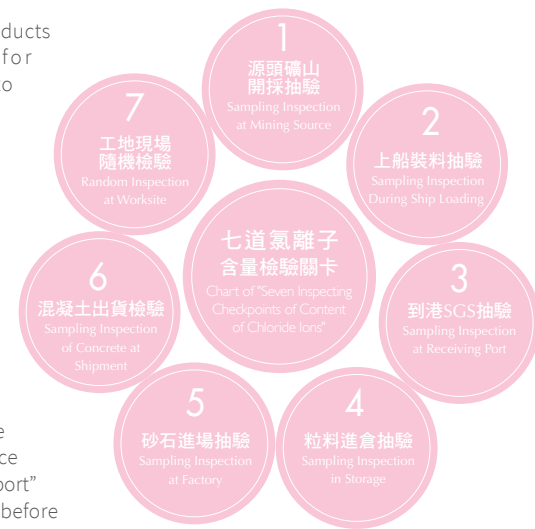 ducts
for
to
1
源頭礦山
開採抽驗
Sampling Inspection
at Mining Source
2
上船裝料抽驗
Sampling Inspection
During Ship Loading
3
到港SGS抽驗
Sampling Inspection
at Receiving Port
4
粒料進倉抽驗
Sampling Inspection
in Storage
5
砂石進場抽驗
Sampling Inspection
at Factory
6
混凝土出貨檢驗
Sampling Inspection
of Concrete at
Shipment
7
工地現場
隨機檢驗
Random Inspection
at Worksite
七道氯離子
含量檢驗關卡
Chart of "Seven Inspecting
Checkpoints of Content
of Chloride Ions"
e
ce
port”
before